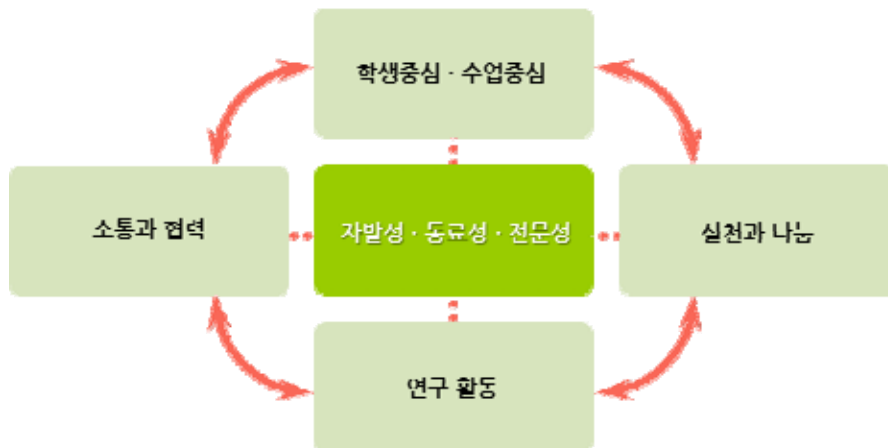 학생중심 · 수업중심
소통과 협력
자발성 · 동료성 · 전문성
실천과 나눔
연구 활동